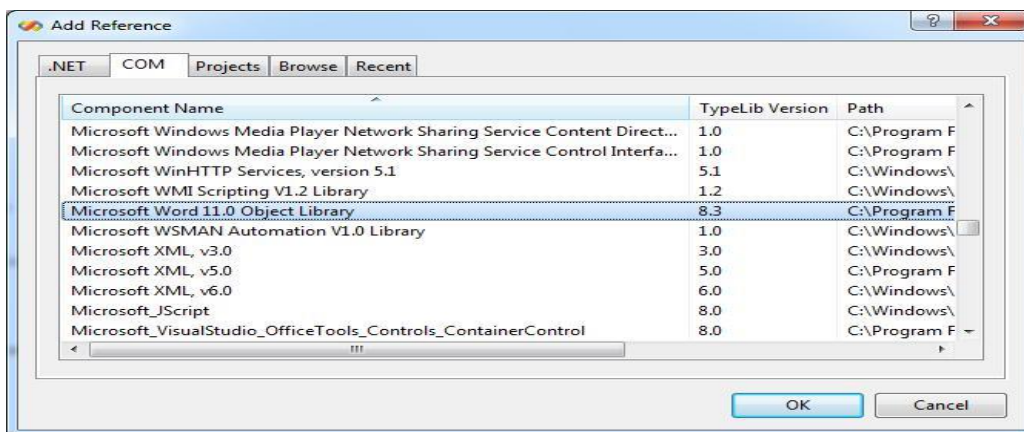 Add Reference
.NET COM Projects Browse Recent
Component Name TypeLib Version Path
Microsoft Windows Media Player Network Sharing Service Content Direct... 1.0 C:\Program F
Microsoft Windows Media Player Network Sharing Service Control Interfa... 1.0 C:\Program F
Microsoft WinHTTP Services, version 5.1 5.1 C:\Windows\
Microsoft WMI Scripting V1.2 Library 1.2 C:\Windows\
Microsoft Word 11.0 Object Library 8.3 C:\Program F
Microsoft WSMAN Automation V1.0 Library 1.0 C:\Windows\
Microsoft XML, v3.0 3.0 C:\Windows\
Microsoft XML, v5.0 5.0 C:\Program F
Microsoft XML, v6.0 6.0 C:\Windows\
Microsoft_JScript 8.0 C:\Windows\
Microsoft_VisualStudio_OfficeTools_Controls_ContainerControl 8.0 C:\Program F
OK Cancel